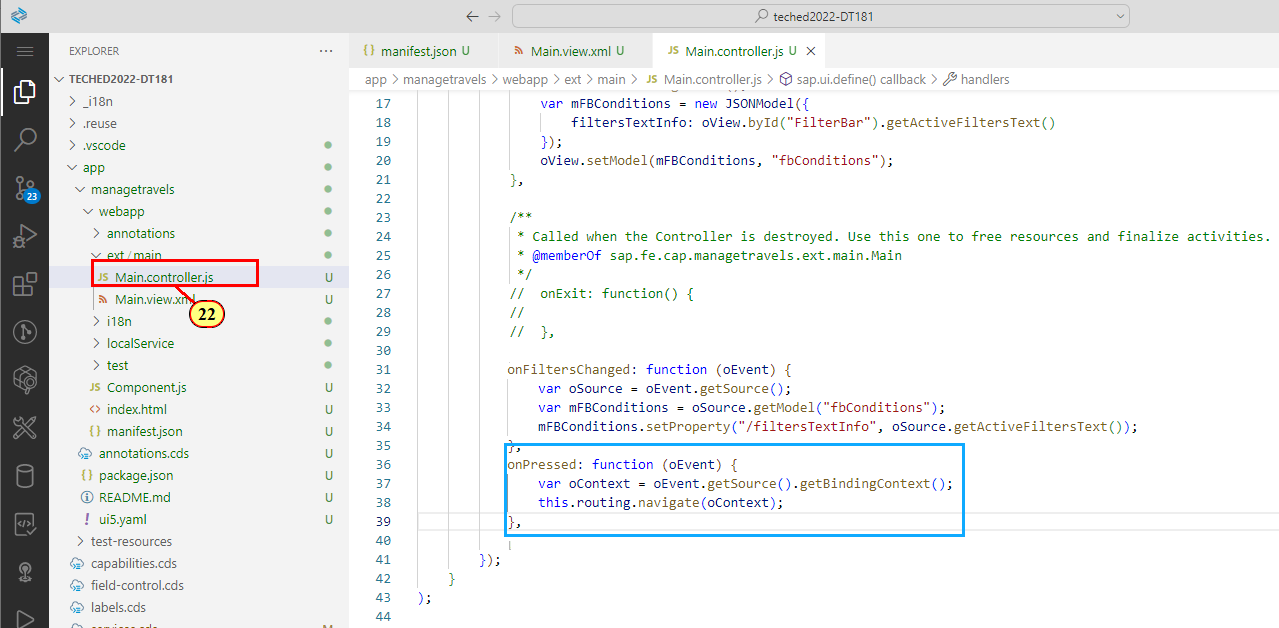 teched2022-DT181
EXPLORER
manifest.json U
Main.view.xml U
JS Main.controller.js U
TECHED2022-DT181
app > managetravels > webapp > ext > main > JS Main.controller.js > sap.ui.define() callback > handlers
_i18n
.reuse
.vscode
app
managetravels
23
webapp
annotations
ext / main
JS Main.controller.js U
Main.view.xml U
22
i18n
localService
test
JS Component.js U
<> index.html U
{} manifest.json U
annotations.cds U
{} package.json U
README.md U
! ui5.yaml U
test-resources
capabilities.cds
field-control.cds
labels.cds
17 var mFBConditions = new JSONModel({
18 filtersTextInfo: oView.byId("FilterBar").getActiveFiltersText()
19 });
20 oView.setModel(mFBConditions, "fbConditions");
21 },
22
23 /**
24 * Called when the Controller is destroyed. Use this one to free resources and finalize activities.
25 * @memberOf sap.fe.cap.managetravels.ext.main.Main
26 */
27 // onExit: function() {
28 //
29 // },
30
31 onFiltersChanged: function (oEvent) {
32 var oSource = oEvent.getSource();
33 var mFBConditions = oSource.getModel("fbConditions");
34 mFBConditions.setProperty("/filtersTextInfo", oSource.getActiveFiltersText());
35 },
36 onPressed: function (oEvent) {
37 var oContext = oEvent.getSource().getBindingContext();
38 this.routing.navigate(oContext);
39 },
40
41 });
42 }
43 );
44